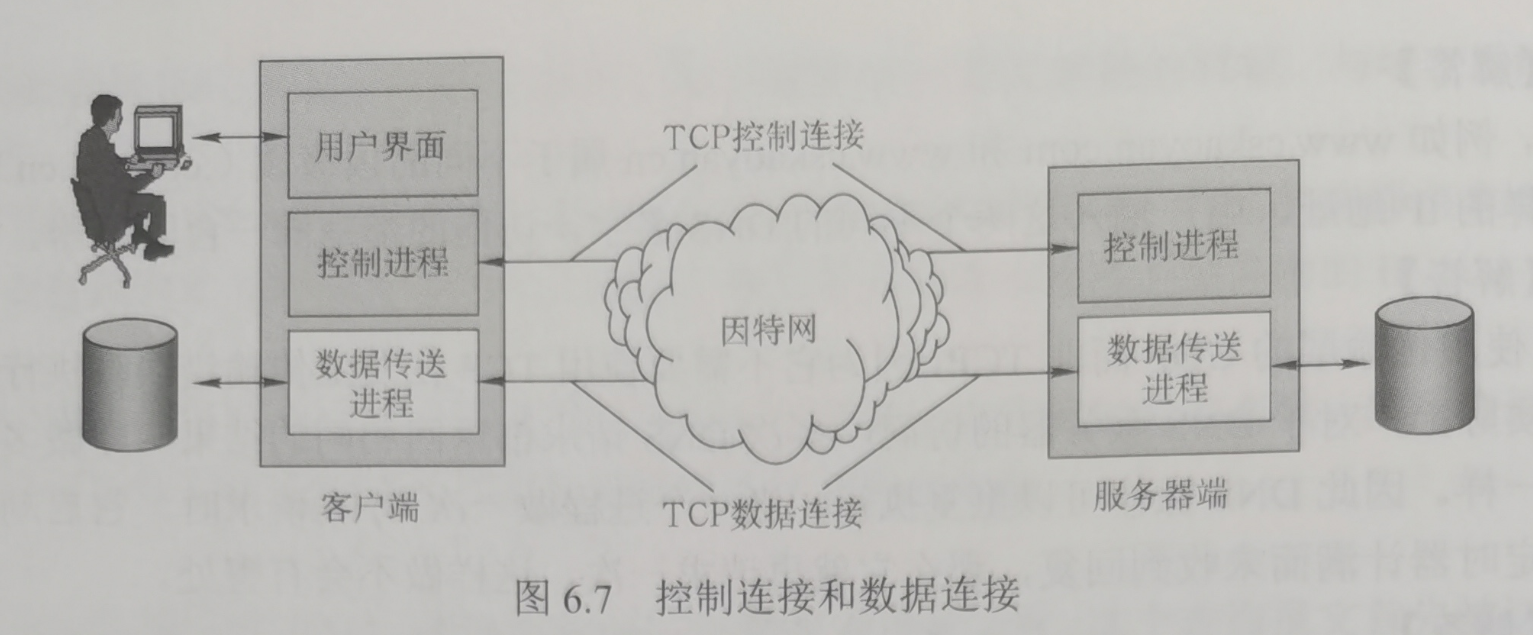 用户界面
控制进程
数据传送
进程
客户端
TCP控制连接
因特网
TCP数据连接
控制进程
数据传送
进程
服务器端
图 6.7 控制连接和数据连接